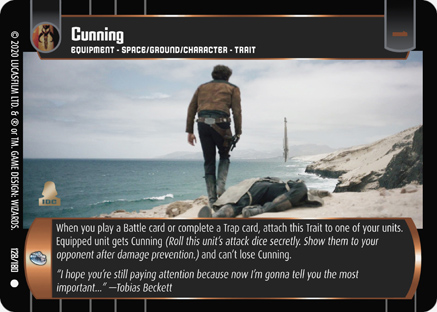 Cunning
EQUIPMENT - SPACE/GROUND/CHARACTER - TRAIT
When you play a Battle card or complete a Trap card, attach this Trait to one of your units.
Equipped unit gets Cunning (Roll this unit's attack dice secretly. Show them to your
opponent after damage prevention.) and can't lose Cunning.
"I hope you're still paying attention because now I'm gonna tell you the most
important..." —Tobias Beckett
© 2020 LUCASFILM LTD. & ® or TM. GAME DESIGN: WIZARDS.
IDC